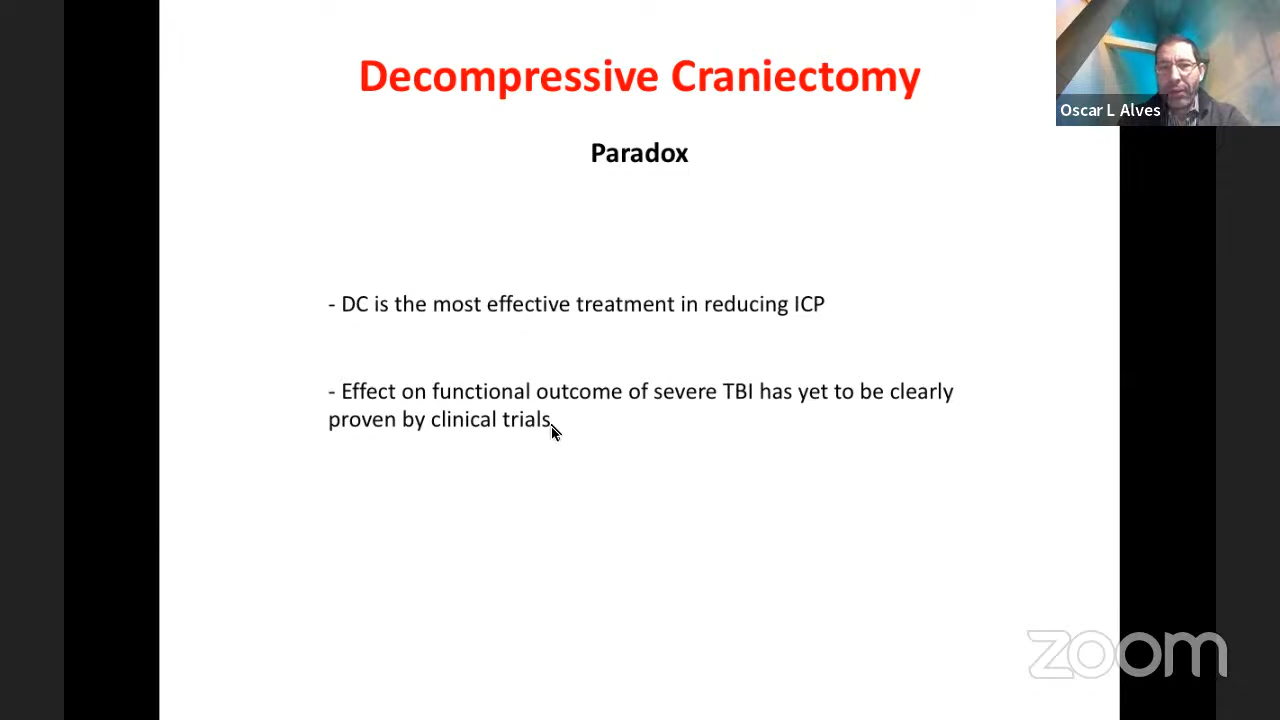 Decompressive Craniectomy
Oscar L Alves
Paradox
- DC is the most effective treatment in reducing ICP
- Effect on functional outcome of severe TBI has yet to be clearly
proven by clinical trials
zoom